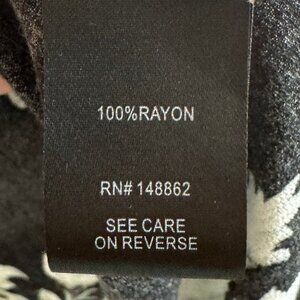 100%RAYON
RN# 148862
SEE CARE
ON REVERSE